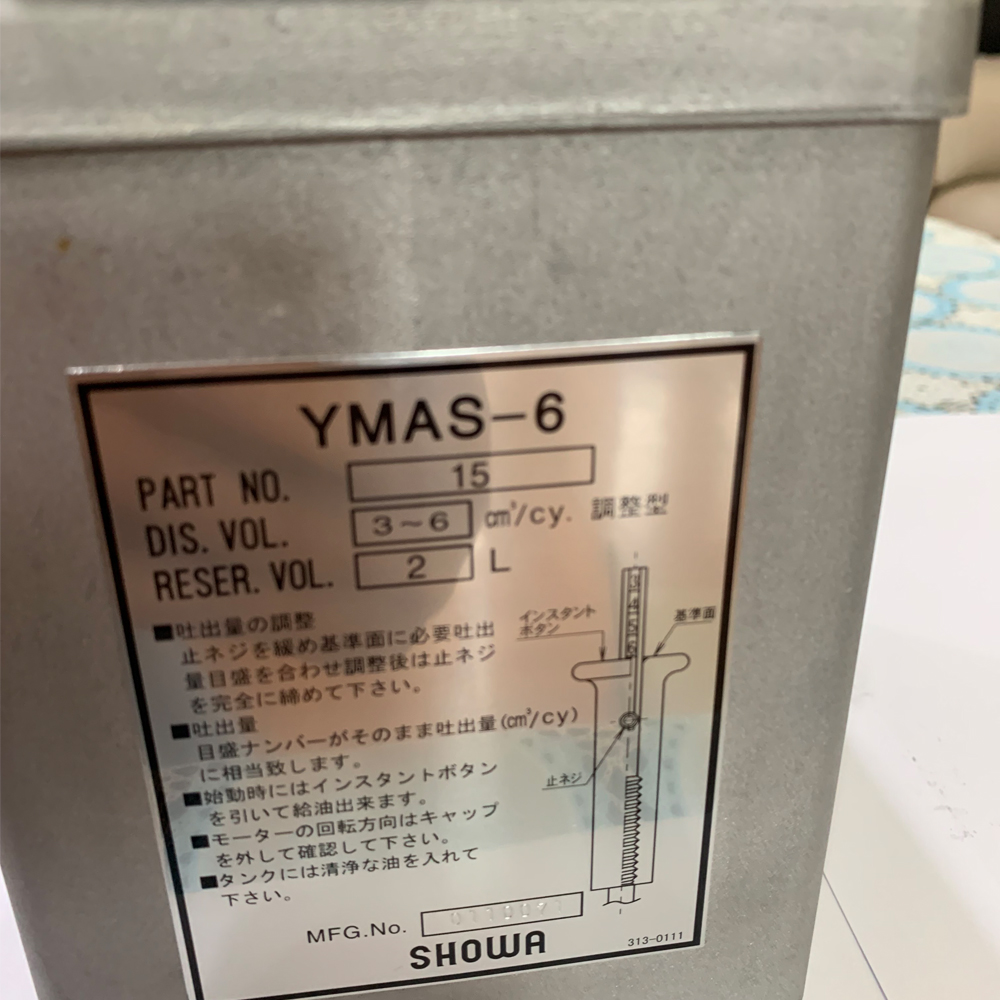 YMAS-6
PART NO. 15
DIS. VOL. 3~6 cm³/cy. 調整型
RESER. VOL. 2 L
■吐出量の調整
止ネジを緩め基準面に必要吐出
量目盛を合わせ調整後は止ネジ
を完全に締めて下さい。
■吐出量
目盛ナンバーがそのまま吐出量(cm³/cy)
に相当致します。
■始動時にはインスタントボタン
を引いて給油出来ます。
■モーターの回転方向はキャップ
を外して確認して下さい。
■タンクには清浄な油を入れて
下さい。
インスタント
ボタン
基準面
3
4
5
6
止ネジ
MFG.No.
SHOWA
313-0111